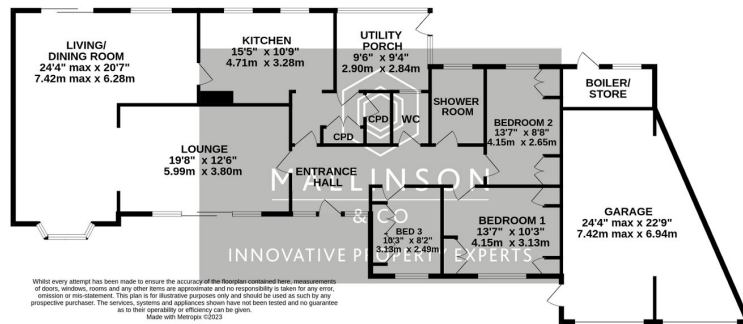 LIVING/
DINING ROOM
24'4" max x 20'7"
7.42m max x 6.28m
KITCHEN
15'5" x 10'9"
4.71m x 3.28m
UTILITY
PORCH
9'6" x 9'4"
2.90m x 2.84m
LOUNGE
19'8" x 12'6"
5.99m x 3.80m
CPD
CPD
WC
SHOWER
ROOM
BEDROOM 2
13'7" x 8'8"
4.15m x 2.65m
BOILER/
STORE
ENTRANCE
HALL
BED 3
10'3" x 8'2"
3.13m x 2.49m
BEDROOM 1
13'7" x 10'3"
4.15m x 3.13m
GARAGE
24'4" max x 22'9"
7.42m max x 6.94m
MALLINSON
& CO
INNOVATIVE PROPERTY EXPERTS
Whilst every attempt has been made to ensure the accuracy of the floorplan contained here, measurements
of doors, windows, rooms and any other items are approximate and no responsibility is taken for any error,
omission or mis-statement. This plan is for illustrative purposes only and should be used as such by any
prospective purchaser. The services, systems and appliances shown have not been tested and no guarantee
as to their operability or efficiency can be given.
Made with Metropix ©2023